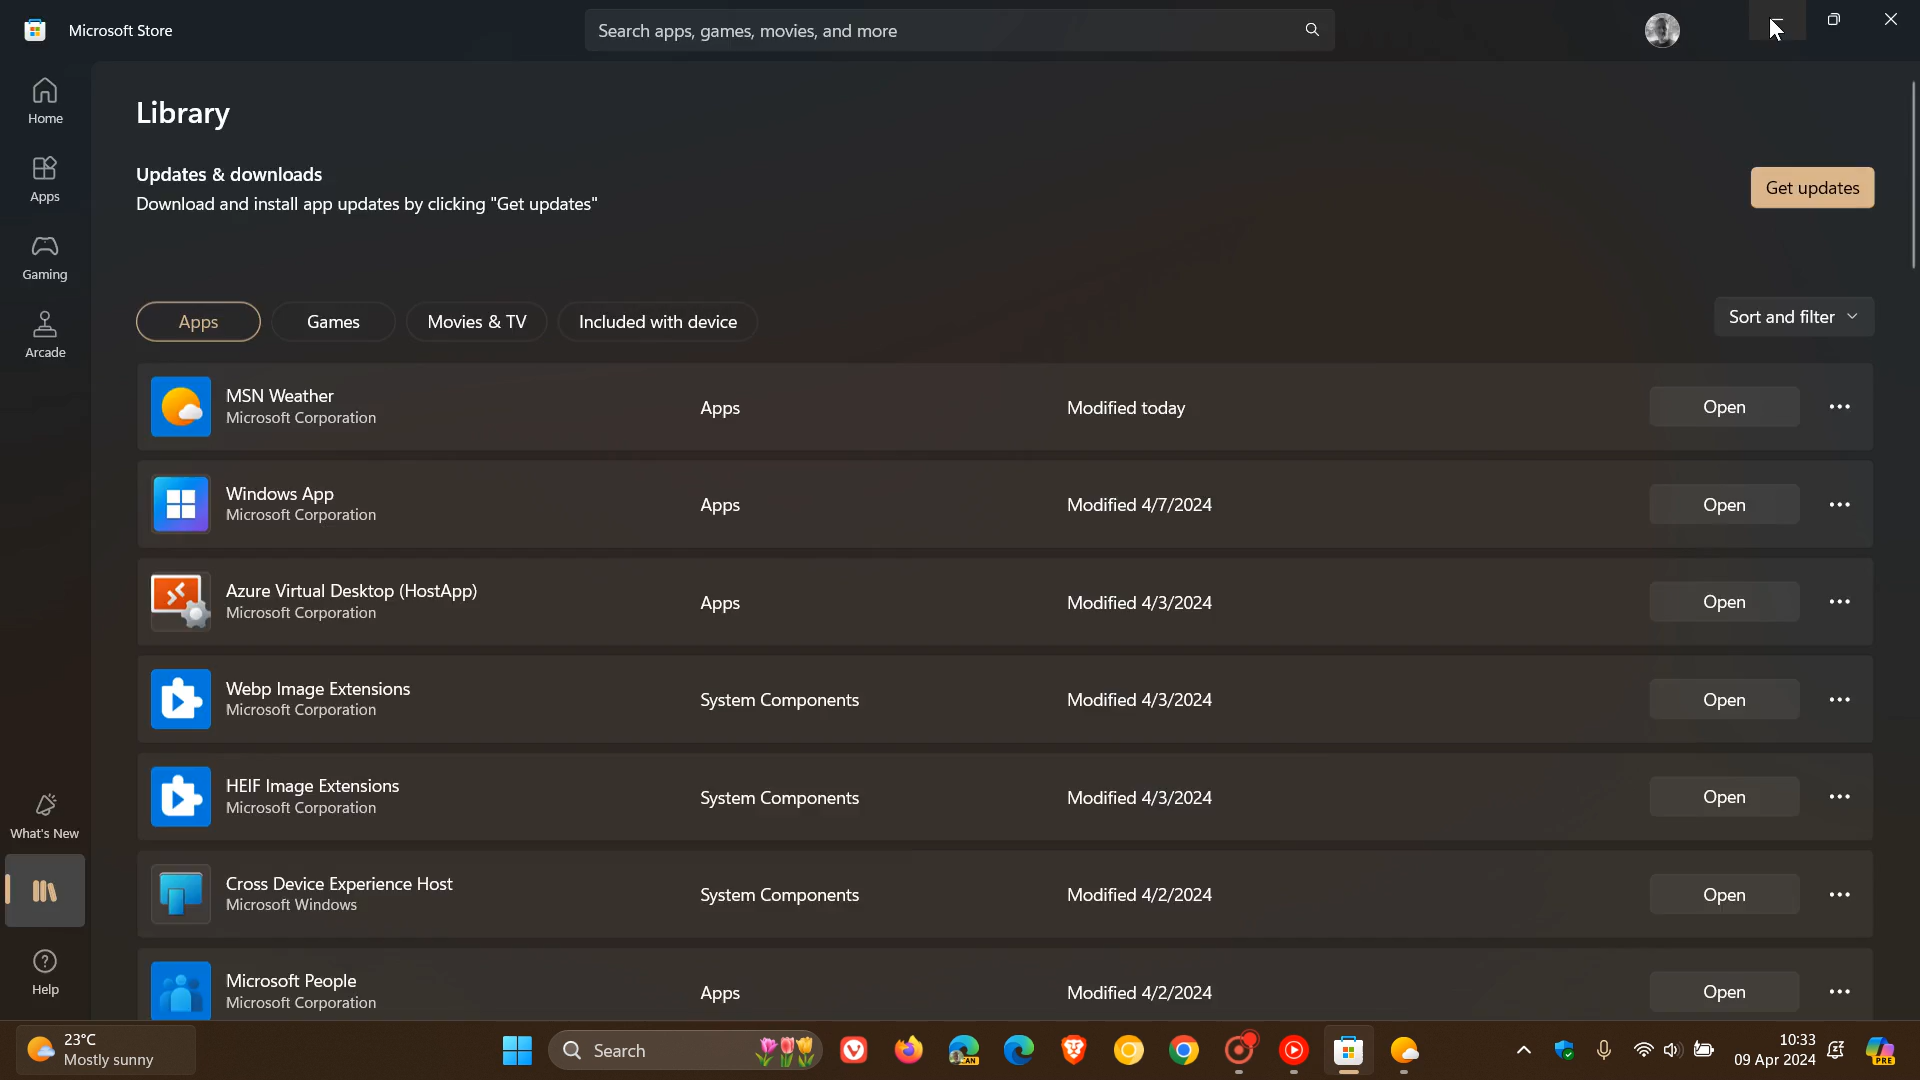 Microsoft Store
Search apps, games, movies, and more
Home
Apps
Gaming
Arcade
What's New
Help
Library
Updates & downloads
Download and install app updates by clicking "Get updates"
Get updates
Apps
Games
Movies & TV
Included with device
Sort and filter
MSN Weather
Microsoft Corporation
Apps
Modified today
Open
Windows App
Microsoft Corporation
Apps
Modified 4/7/2024
Open
Azure Virtual Desktop (HostApp)
Microsoft Corporation
Apps
Modified 4/3/2024
Open
Webp Image Extensions
Microsoft Corporation
System Components
Modified 4/3/2024
Open
HEIF Image Extensions
Microsoft Corporation
System Components
Modified 4/3/2024
Open
Cross Device Experience Host
Microsoft Windows
System Components
Modified 4/2/2024
Open
Microsoft People
Microsoft Corporation
Apps
Modified 4/2/2024
Open
23°C
Mostly sunny
Search
CAN
10:33
09 Apr 2024
PRE